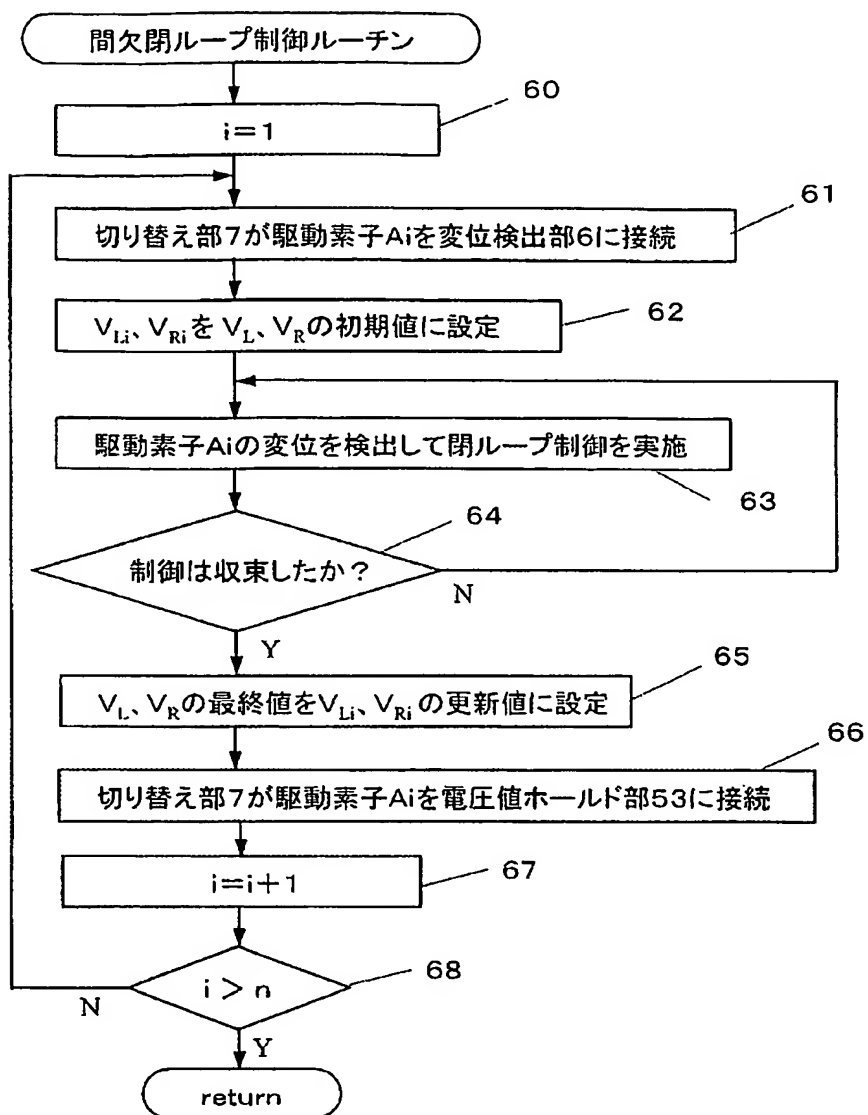 間欠閉ループ制御ルーチン
60
i=1
61
切り替え部7が駆動素子Aiを変位検出部6に接続
62
VLi、VRiを VL、VRの初期値に設定
駆動素子Aiの変位を検出して閉ループ制御を実施
63
64
制御は収束したか?
N
Y
65
VL、VRの最終値をVLi、VRiの更新値に設定
66
切り替え部7が駆動素子Aiを電圧値ホールド部53に接続
i=i+1
67
i > n
68
N
Y
return